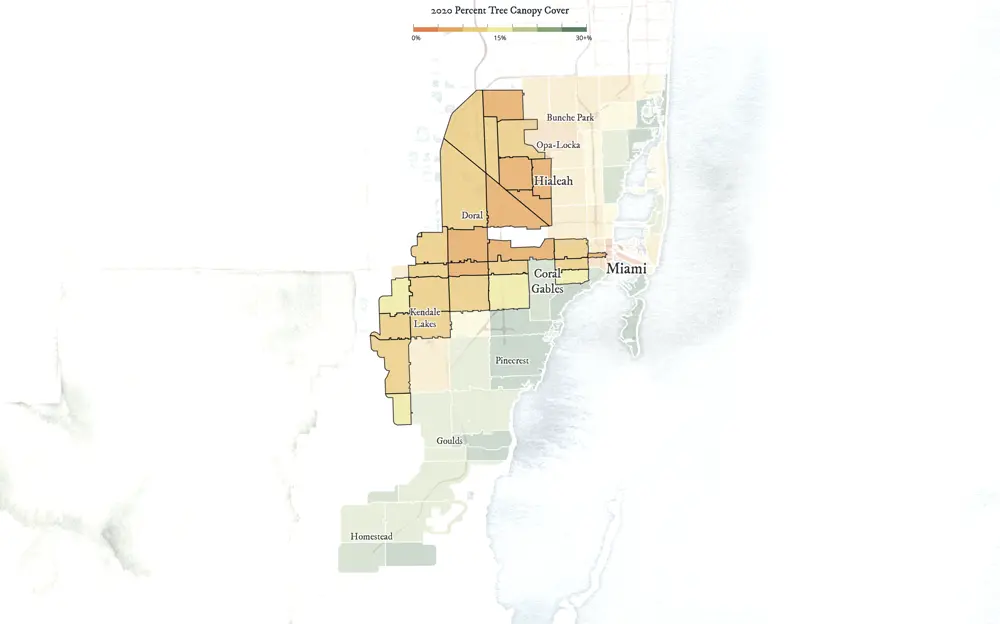 2020 Percent Tree Canopy Cover
0%
15%
30+%
Bunche Park
Opa-Locka
Hialeah
Doral
Miami
Coral
Gables
Kendale
Lakes
Pinecrest
Goulds
Homestead